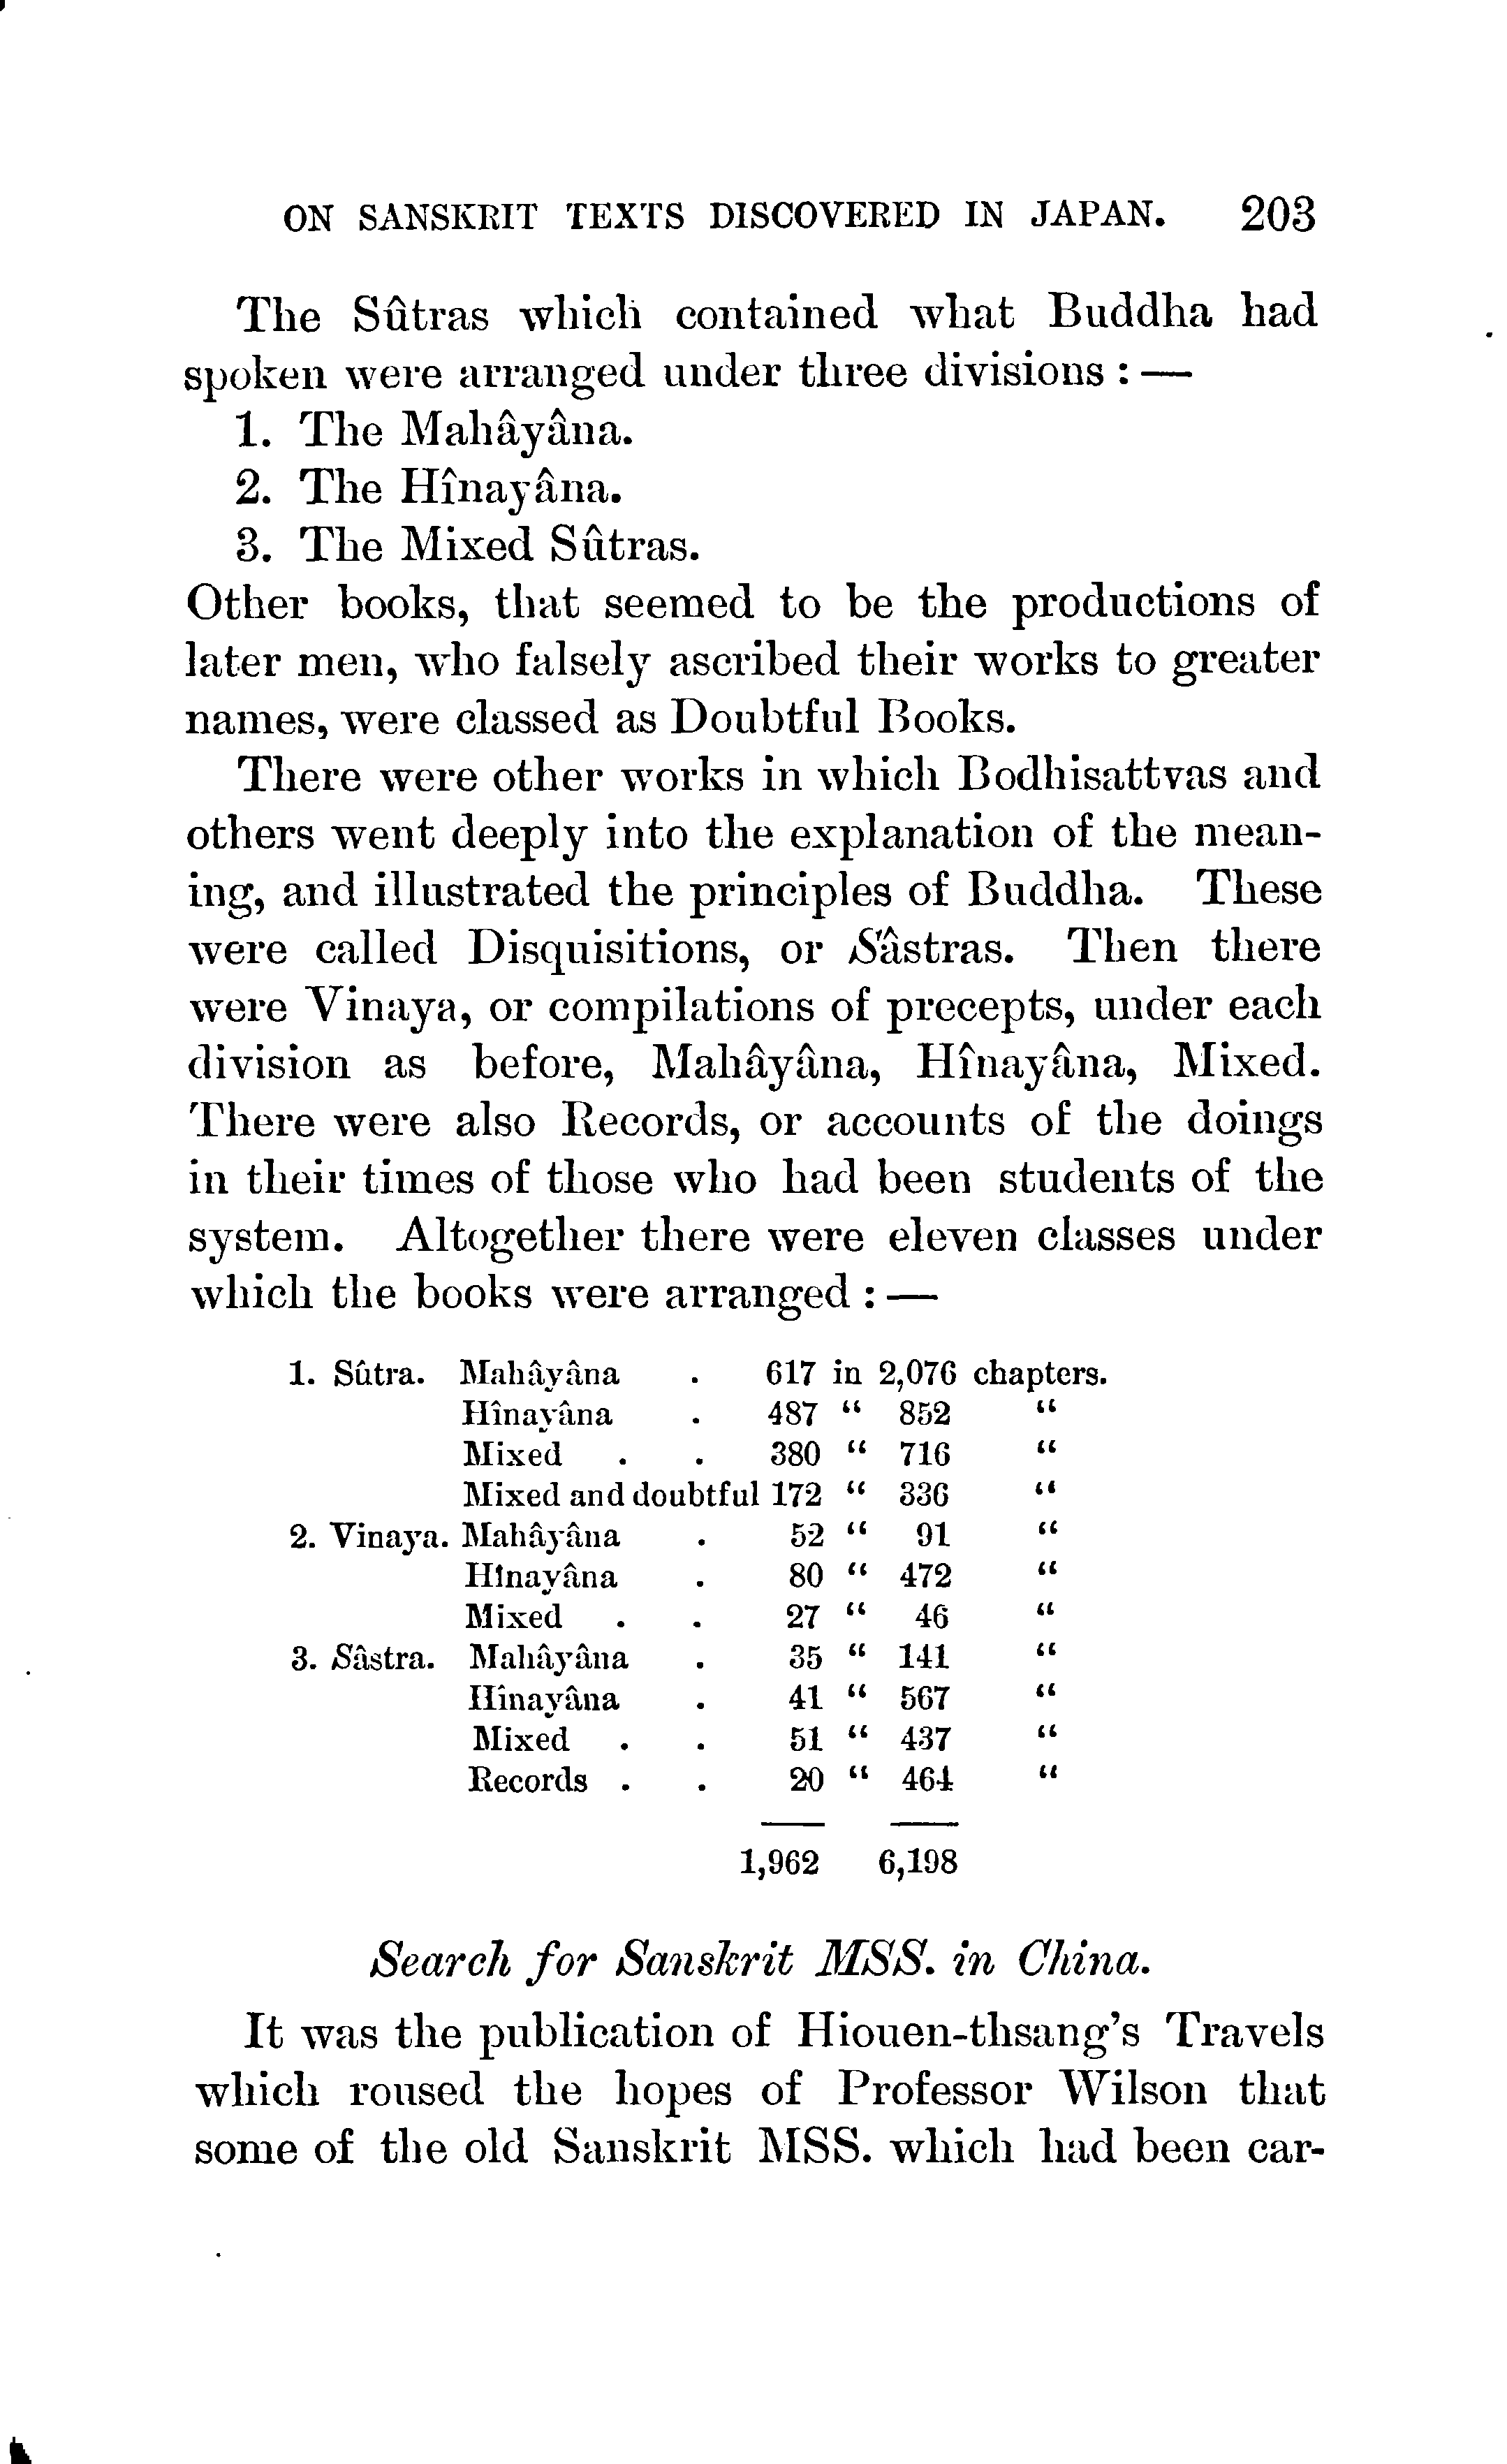 ON SANSKRIT TEXTS DISCOVERED IN JAPAN. 203
The Sûtras which contained what Buddha had
spoken were arranged under three divisions : —
1. The Mahâyâna.
2. The Hînayâna.
3. The Mixed Sûtras.
Other books, that seemed to be the productions of
later men, who falsely ascribed their works to greater
names, were classed as Doubtful Books.
There were other works in which Bodhisattvas and
others went deeply into the explanation of the mean-
ing, and illustrated the principles of Buddha. These
were called Disquisitions, or Sâstras. Then there
were Vinaya, or compilations of precepts, under each
division as before, Mahâyâna, Hînayâna, Mixed.
There were also Records, or accounts of the doings
in their times of those who had been students of the
system. Altogether there were eleven classes under
which the books were arranged : —
1. Sûtra. Mahâyâna . 617 in 2,076 chapters.
Hînayâna . 487 “ 852 “
Mixed . . 380 “ 716 “
Mixed and doubtful 172 “ 336 “
2. Vinaya. Mahâyâna . 52 “ 91 “
Hînayâna . 80 “ 472 “
Mixed . . 27 “ 46 “
3. Sâstra. Mahâyâna . 35 “ 141 “
Hînayâna . 41 “ 567 “
Mixed . . 51 “ 437 “
Records . . 20 “ 464 “
1,962 6,198
Search for Sanskrit MSS. in China.
It was the publication of Hiouen-thsang's Travels
which roused the hopes of Professor Wilson that
some of the old Sanskrit MSS. which had been car-